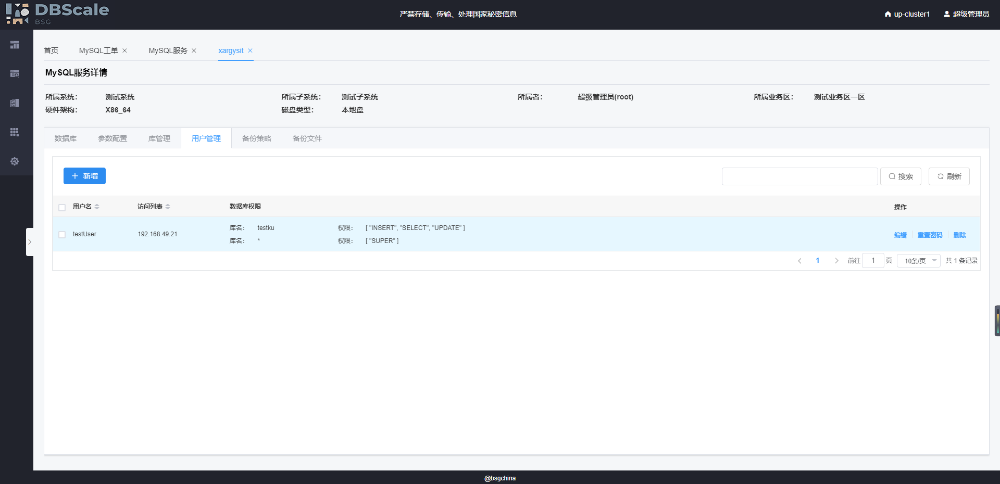 DBScale
BSG
严禁存储、传输、处理国家秘密信息
up-cluster1
超级管理员
首页
MySQL工单
MySQL服务
xargysit
MySQL服务详情
所属系统： 测试系统 所属子系统： 测试子系统 所属者： 超级管理员(root) 所属业务区： 测试业务区一区
硬件架构： X86_64 磁盘类型： 本地盘
数据库 参数配置 库管理 用户管理 备份策略 备份文件
新增
搜索 刷新
用户名 访问列表 数据库权限 操作
库名： testku 权限： [ "INSERT", "SELECT", "UPDATE" ]
testUser 192.168.49.21 编辑 重置密码 删除
库名： * 权限： [ "SUPER" ]
1 前往 1 页 10条/页 共 1 条记录
@bsgchina